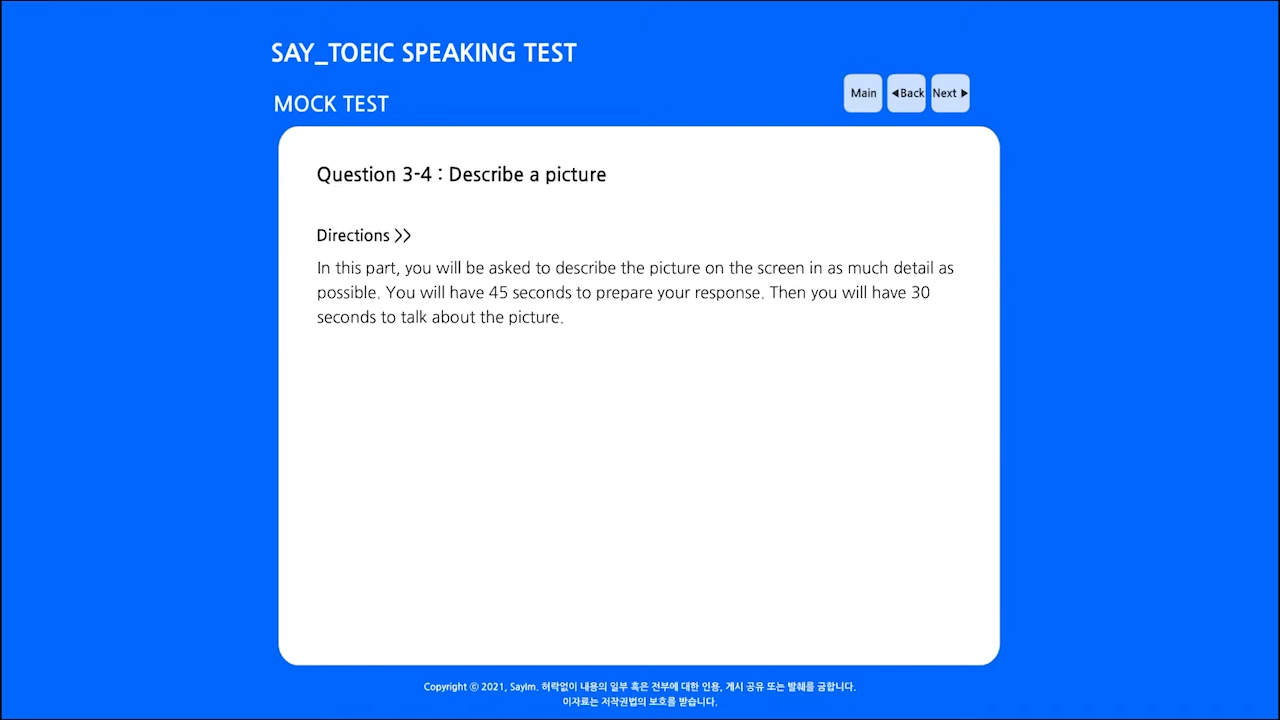 SAY_TOEIC SPEAKING TEST
MOCK TEST
Main
◀Back
Next ▶
Question 3-4 : Describe a picture
Directions >>
In this part, you will be asked to describe the picture on the screen in as much detail as
possible. You will have 45 seconds to prepare your response. Then you will have 30
seconds to talk about the picture.
Copyright ⓒ 2021, SayIm. 허락없이 내용의 일부 혹은 전부에 대한 인용, 게시 공유 또는 발췌를 금합니다.
이자료는 저작권법의 보호를 받습니다.